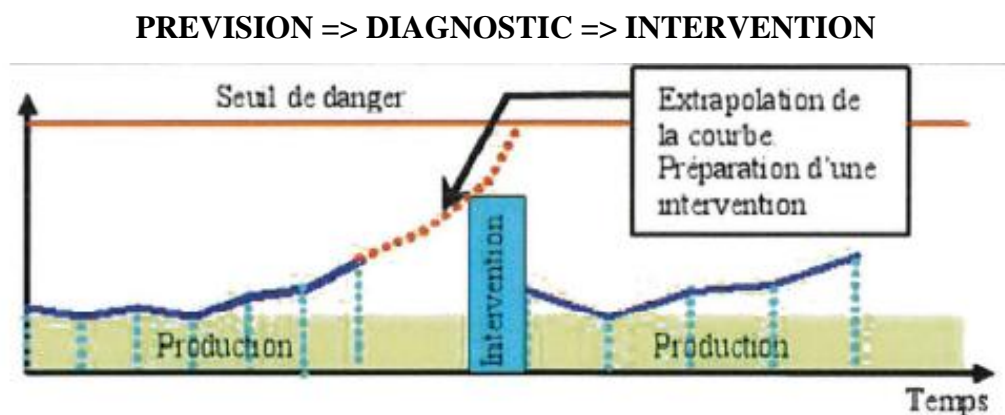 PREVISION => DIAGNOSTIC => INTERVENTION
Seuil de danger
Extrapolation de
la courbe.
Préparation d'une
intervention
Intervention
Production
Production
Temps